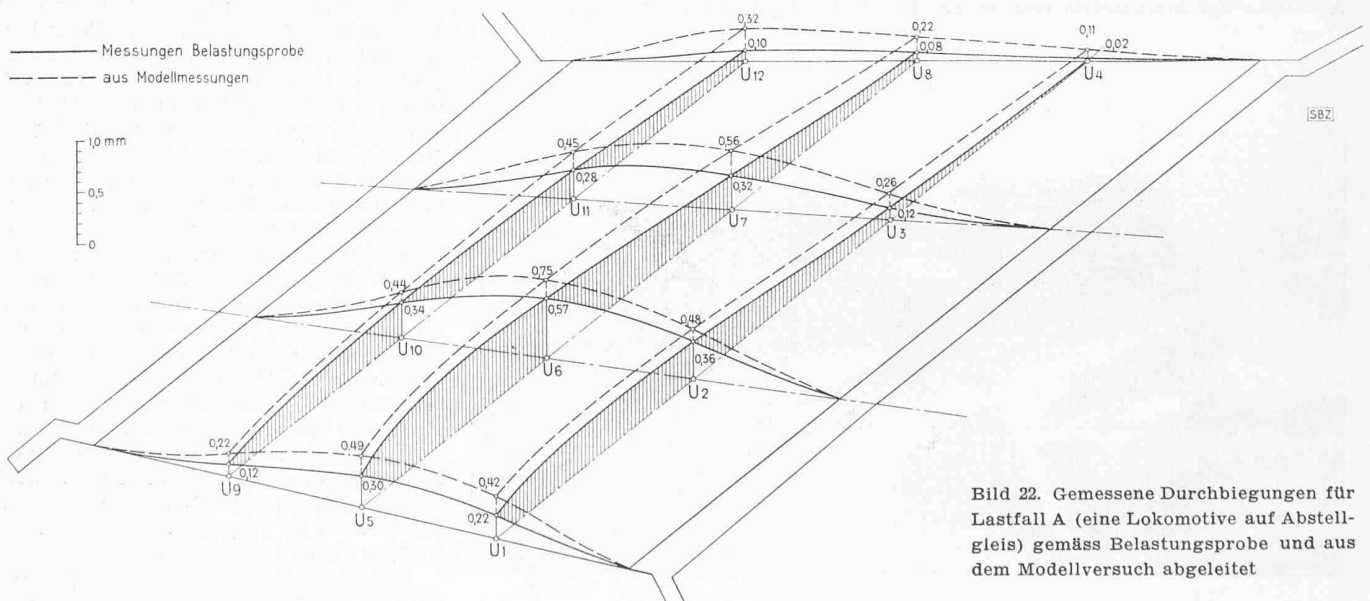 Messungen Belastungsprobe
aus Modellmessungen
1,0 mm
0,5
0
0,32
0,10
U12
0,22
0,08
U8
0,11
0,02
U4
SBZ
0,45
0,28
U11
0,56
0,32
U7
0,26
0,12
U3
0,44
0,34
U10
0,75
0,57
U6
0,48
0,36
U2
0,22
0,12
U9
0,49
0,30
U5
0,42
0,22
U1
Bild 22. Gemessene Durchbiegungen für
Lastfall A (eine Lokomotive auf Abstell-
gleis) gemäss Belastungsprobe und aus
dem Modellversuch abgeleitet